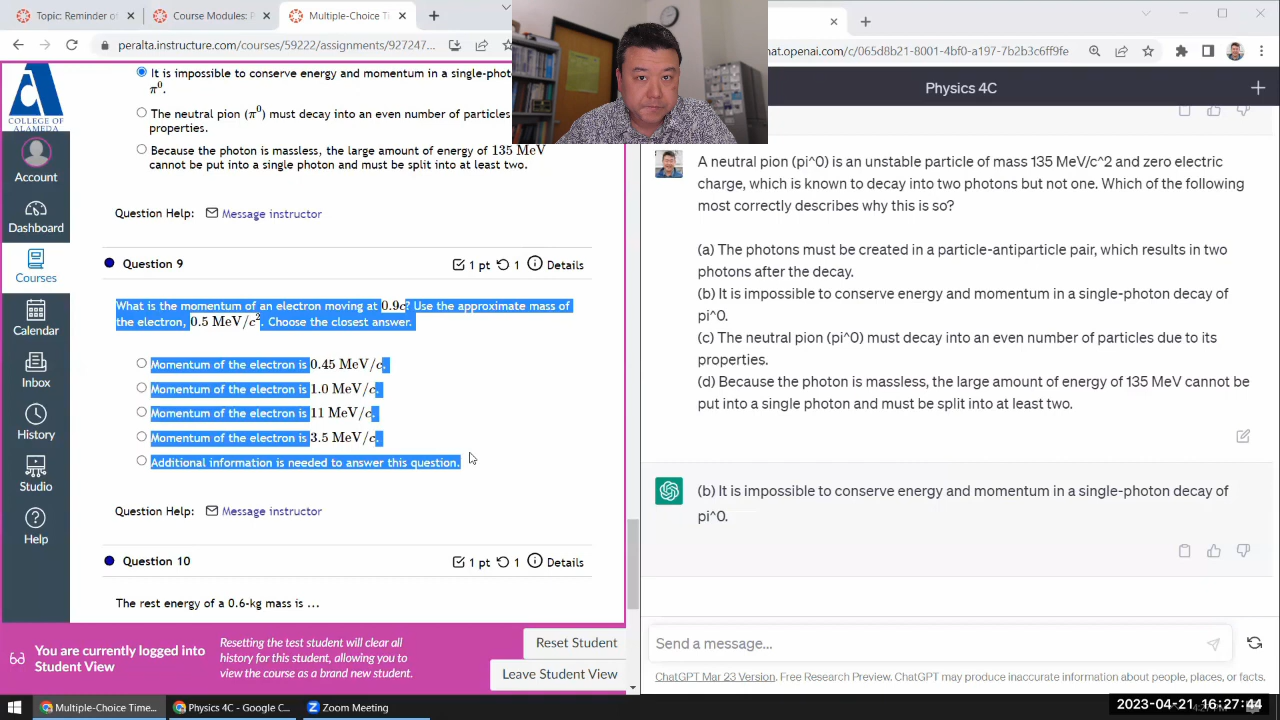 Topic: Reminder
Course Modules: P
Multiple-Choice Tim
peralta.instructure.com/courses/59222/assignments/927247...
hat.openai.com/c/065d8b21-8001-4bf0-a197-7b2b3c6ff9fe
COLLEGE OF
ALAMEDA
Account
Dashboard
Courses
Calendar
Inbox
History
Studio
Help
It is impossible to conserve energy and momentum in a single-phot
π⁰.
The neutral pion (π⁰) must decay into an even number of particles
properties.
Because the photon is massless, the large amount of energy of 135 MeV
cannot be put into a single photon and must be split into at least two.
Question Help: Message instructor
Question 9
1 pt 1 Details
What is the momentum of an electron moving at 0.9c? Use the approximate mass of
the electron, 0.5 MeV/c². Choose the closest answer.
Momentum of the electron is 0.45 MeV/c.
Momentum of the electron is 1.0 MeV/c.
Momentum of the electron is 11 MeV/c.
Momentum of the electron is 3.5 MeV/c.
Additional information is needed to answer this question.
Question Help: Message instructor
Question 10
1 pt 1 Details
The rest energy of a 0.6-kg mass is ...
You are currently logged into
Student View
Resetting the test student will clear all
history for this student, allowing you to
view the course as a brand new student.
Reset Student
Leave Student View
Physics 4C
A neutral pion (pi^0) is an unstable particle of mass 135 MeV/c^2 and zero electric
charge, which is known to decay into two photons but not one. Which of the following
most correctly describes why this is so?
(a) The photons must be created in a particle-antiparticle pair, which results in two
photons after the decay.
(b) It is impossible to conserve energy and momentum in a single-photon decay of
pi^0.
(c) The neutral pion (pi^0) must decay into an even number of particles due to its
properties.
(d) Because the photon is massless, the large amount of energy of 135 MeV cannot be
put into a single photon and must be split into at least two.
(b) It is impossible to conserve energy and momentum in a single-photon decay of
pi^0.
Send a message...
ChatGPT Mar 23 Version. Free Research Preview. ChatGPT may produce inaccurate information about people, places, or facts.
Multiple-Choice Time...
Physics 4C - Google C...
Zoom Meeting
2023-04-21 16:27:44